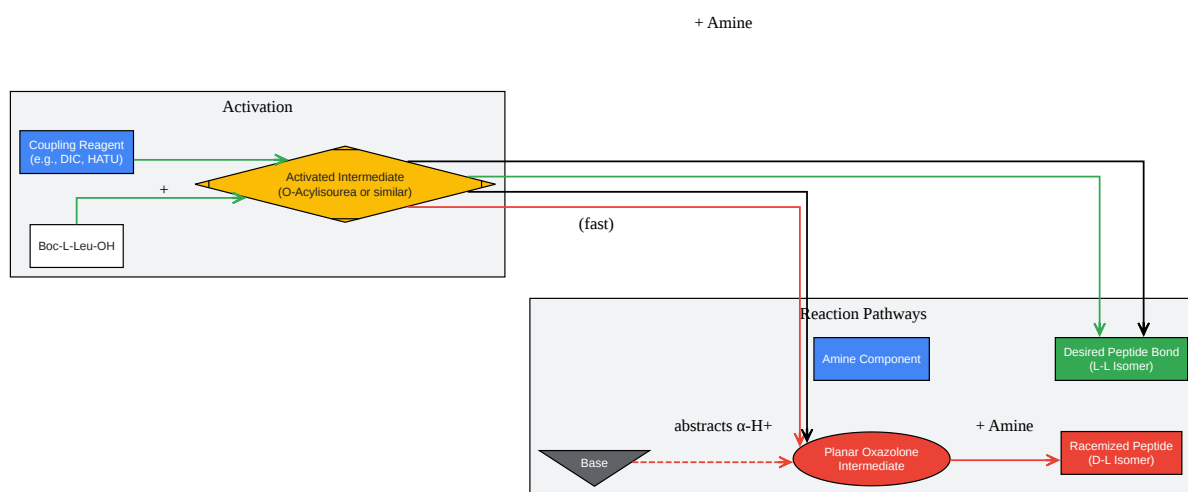 + Amine
Activation
Coupling Reagent
(e.g., DIC, HATU)
Activated Intermediate
(O-Acylisourea or similar)
+
(fast)
Boc-L-Leu-OH
Reaction Pathways
Amine Component
Desired Peptide Bond
(L-L Isomer)
abstracts α-H+
+ Amine
Base
Planar Oxazolone
Intermediate
Racemized Peptide
(D-L Isomer)